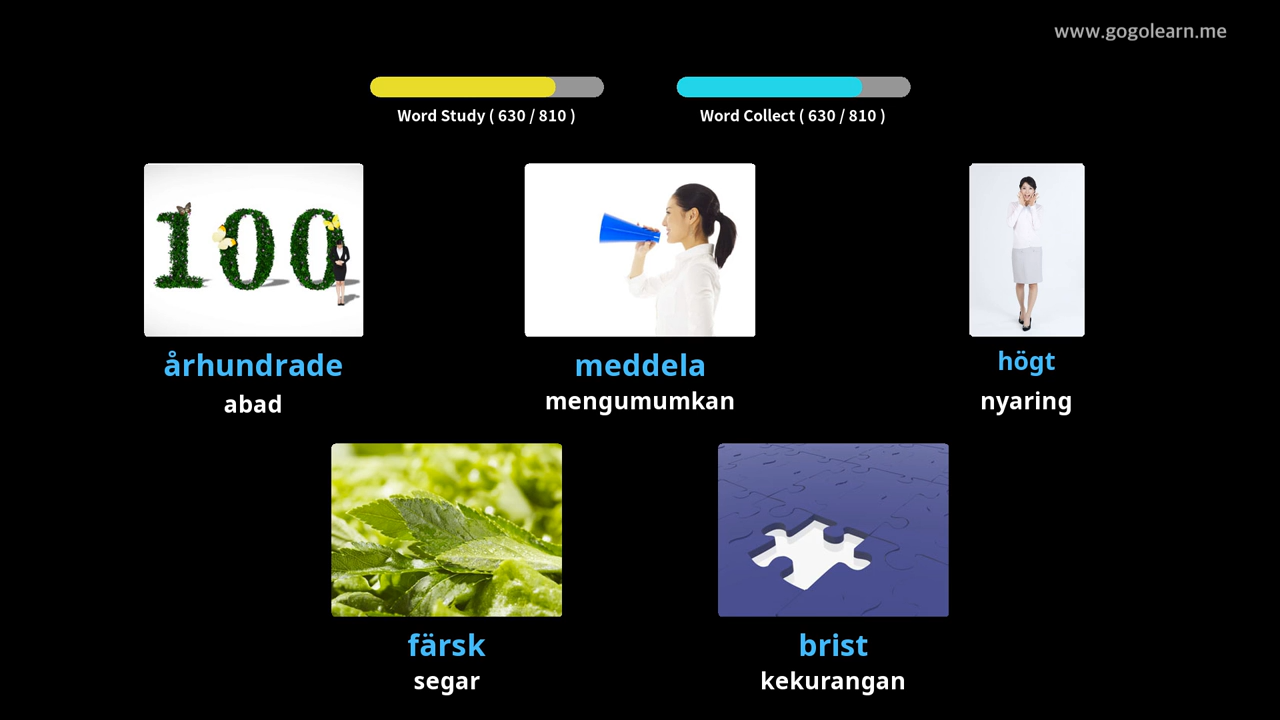 www.gogolearn.me
Word Study ( 630 / 810 )
Word Collect ( 630 / 810 )
100
århundrade
abad
meddela
mengumumkan
högt
nyaring
färsk
segar
brist
kekurangan